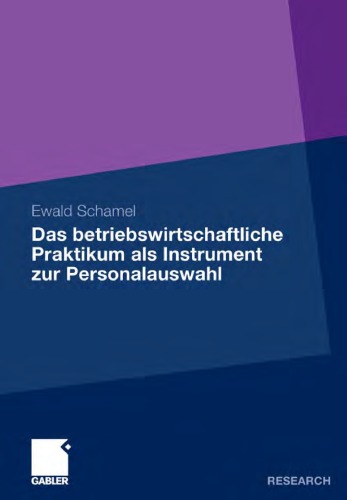 Ewald Schamel
Das betriebswirtschaftliche
Praktikum als Instrument
zur Personalauswahl
GABLER
RESEARCH